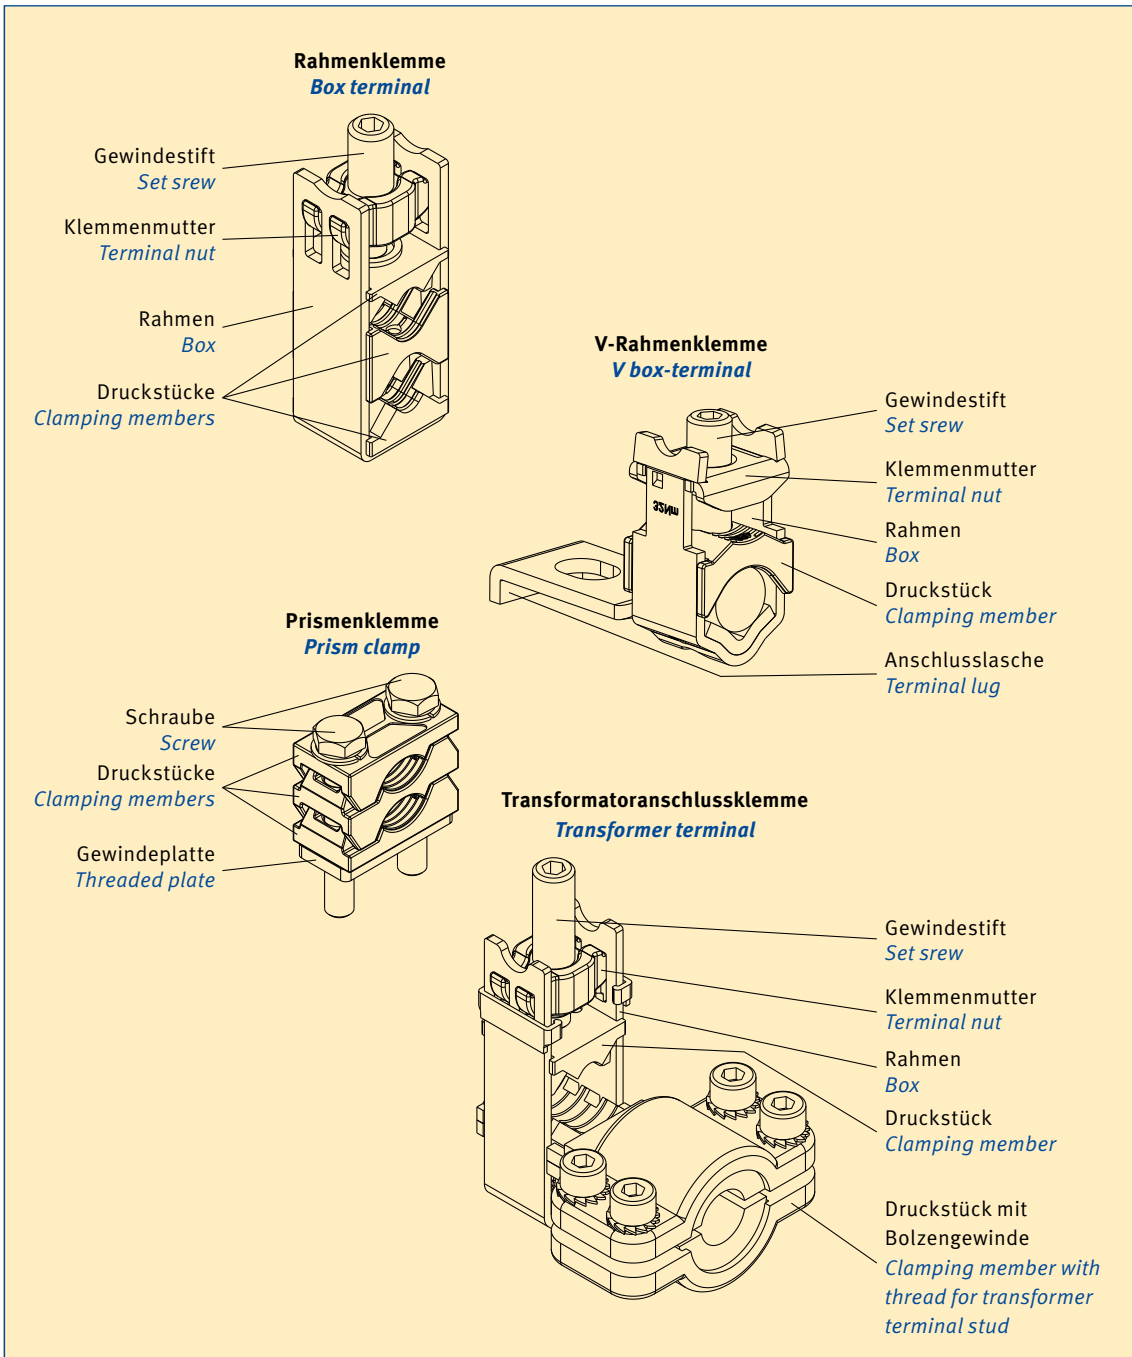 Rahmenklemme
Box terminal
Gewindestift
Set srew
Klemmenmutter
Terminal nut
Rahmen
Box
Druckstücke
Clamping members
V-Rahmenklemme
V box-terminal
Gewindestift
Set srew
Klemmenmutter
Terminal nut
Rahmen
Box
Druckstück
Clamping member
Anschlusslasche
Terminal lug
32Nm
Prismenklemme
Prism clamp
Schraube
Screw
Druckstücke
Clamping members
Gewindeplatte
Threaded plate
Transformatoranschlussklemme
Transformer terminal
Gewindestift
Set srew
Klemmenmutter
Terminal nut
Rahmen
Box
Druckstück
Clamping member
Druckstück mit
Bolzengewinde
Clamping member with
thread for transformer
terminal stud